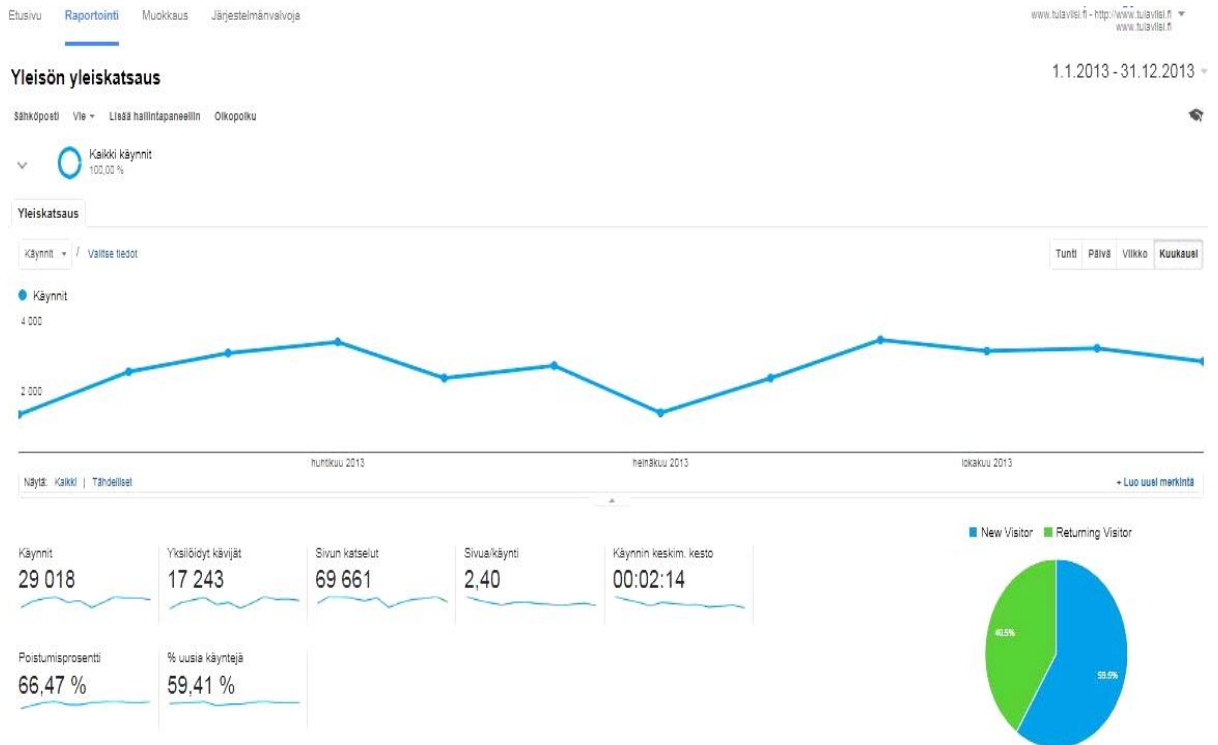 Etusivu Raportointi Muokkaus Järjestelmänvalvoja
www.tulaviisi.fi - http://www.tulaviisi.fi
www.tulaviisi.fi
Yleisön yleiskatsaus
1.1.2013 - 31.12.2013
Sähköposti Vie Lisää hallintapaneeliin Oikopolku
Kaikki käynnit
100,00 %
Yleiskatsaus
Käynnit / Valitse tiedot
Tunti Päivä Viikko Kuukausi
Käynnit
4 000
2 000
huhtikuu 2013 heinäkuu 2013 lokakuu 2013
Näytä: Kaikki | Tähdelliset
+ Luo uusi merkintä
New Visitor Returning Visitor
Käynnit Yksilöidyt kävijät Sivun katselut Sivua/käynti Käynnin keskim. kesto
29 018 17 243 69 661 2,40 00:02:14
40.5%
59.5%
Poistumisprosentti % uusia käyntejä
66,47 % 59,41 %